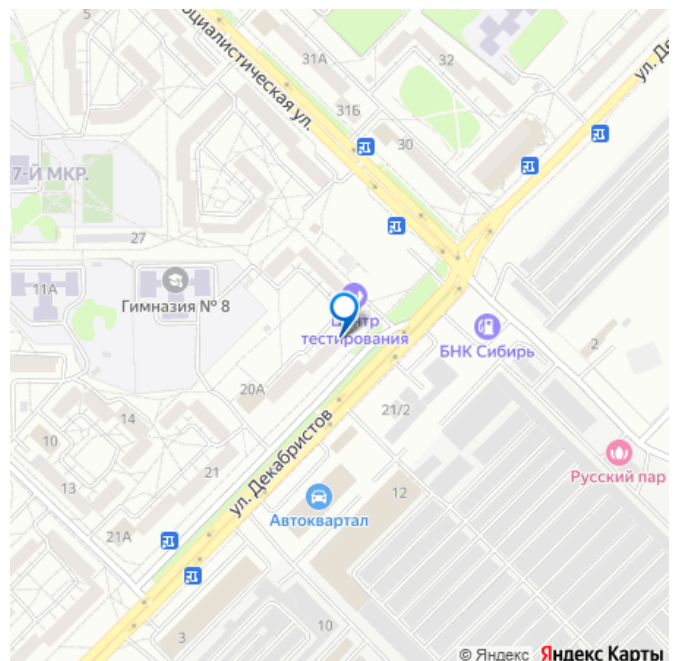 оциалистическая ул.
31А
32
ул. Де
31Б
30
7-Й МКР.
27
11А
Гимназия № 8
Центр
тестирования
БНК Сибирь
2
20А
14
21/2
10
ул. Декабристов
21
Русский пар
13
12
Автоквартал
21А
10
3
© Яндекс Яндекс Карты